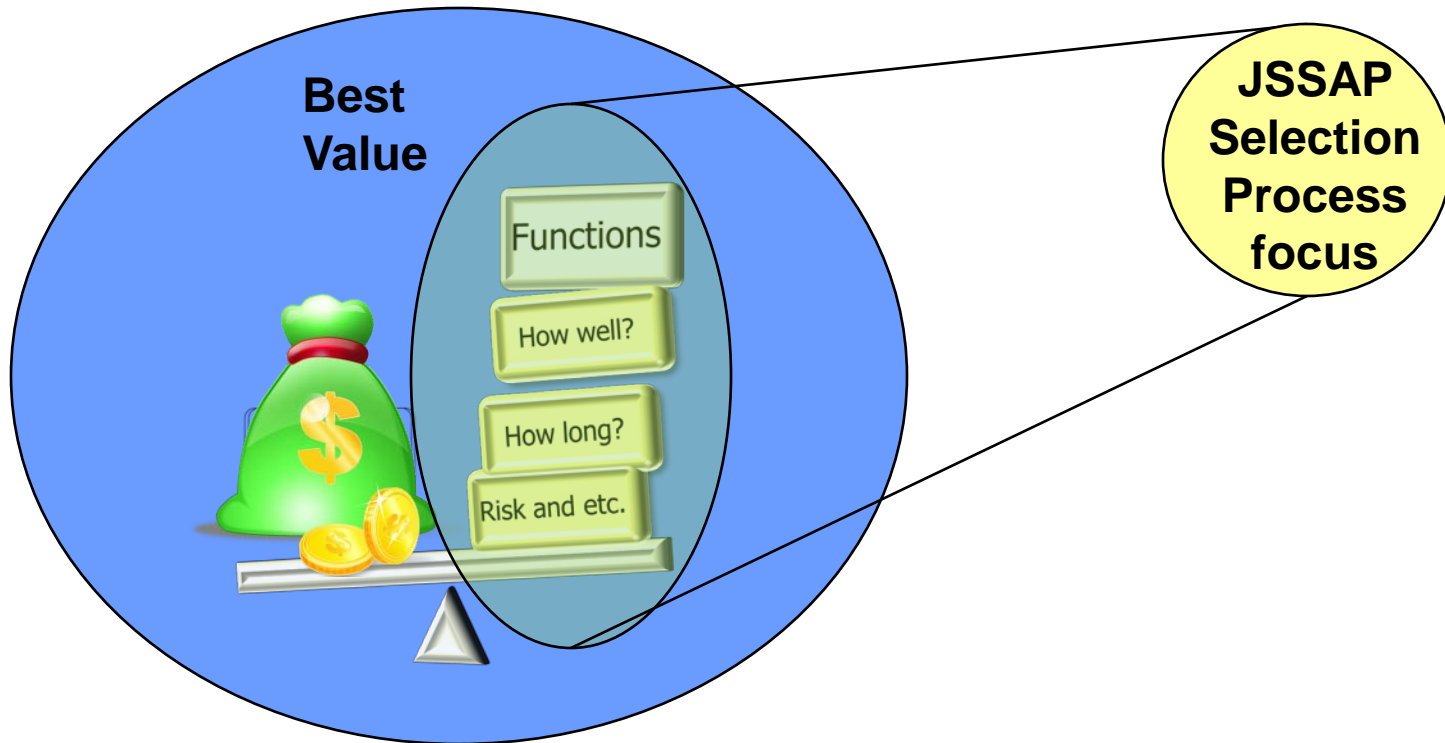 Best
Value
Functions
How well?
How long?
Risk and etc.
$
$
JSSAP
Selection
Process
focus